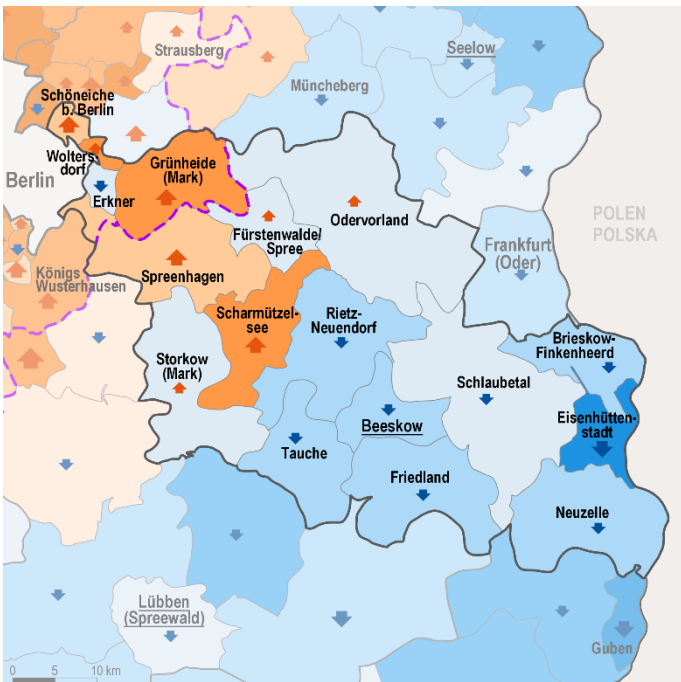 Strausberg
Seelow
Müncheberg
Schöneiche
b. Berlin
Wolters-
dorf
Grünheide
(Mark)
Berlin
Erkner
Odervorland
Fürstenwalde/
Spree
POLEN
POLSKA
Frankfurt
(Oder)
Königs
Wusterhausen
Spreenhagen
Scharmützel-
see
Rietz-
Neuendorf
Brieskow-
Finkenheerd
Storkow
(Mark)
Schlaubetal
Eisenhütten-
stadt
Beeskow
Tauche
Friedland
Neuzelle
Lübben
(Spreewald)
Guben
0 5 10 km